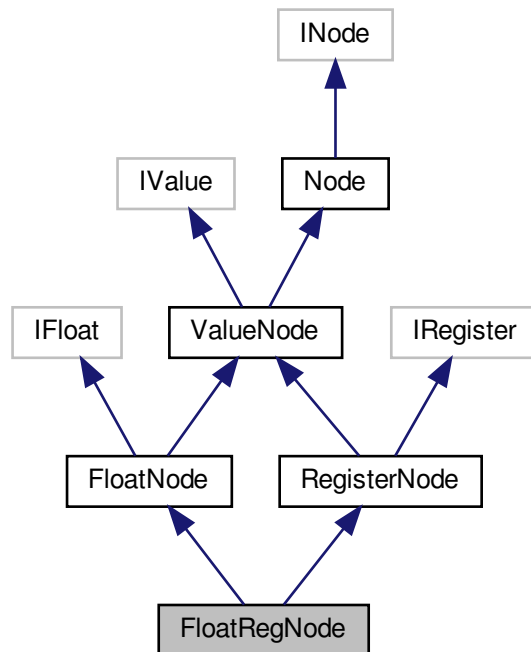 INode
IValue
Node
IFloat
ValueNode
IRegister
FloatNode
RegisterNode
FloatRegNode